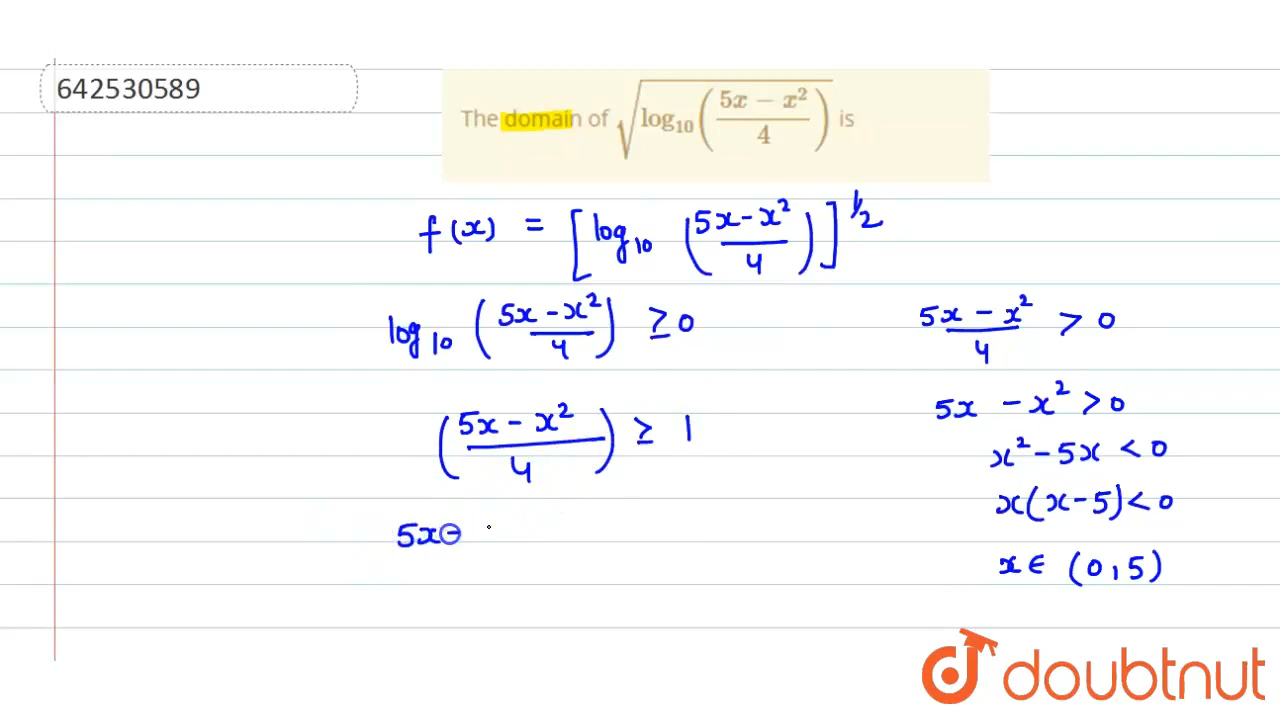 642530589
The domain of √(log₁₀((5x − x²)/4)) is
f(x) = [log₁₀ ((5x − x²)/4)]^½
log₁₀ ((5x − x²)/4) ≥ 0
((5x − x²)/4) ≥ 1
5x −
(5x − x²)/4 > 0
5x − x² > 0
x² − 5x < 0
x(x − 5) < 0
x ∈ (0, 5)
doubtnut